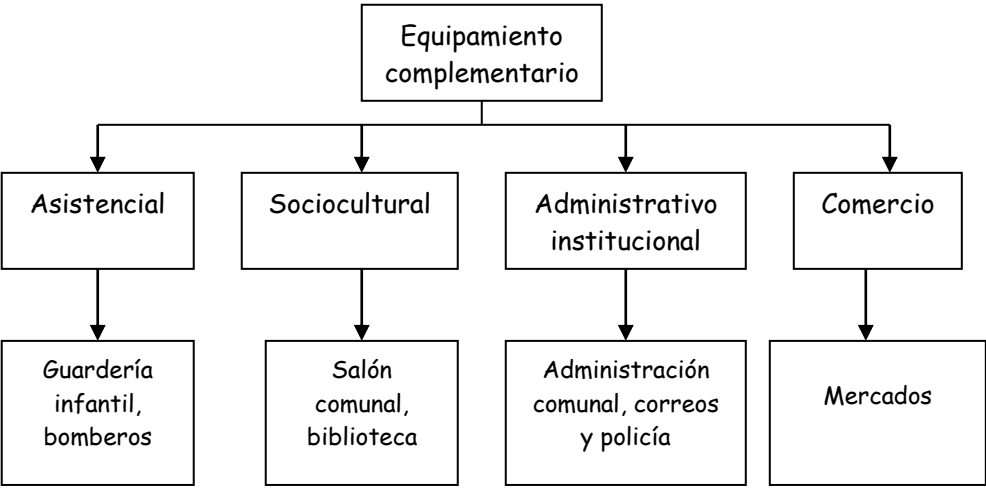 Equipamiento
complementario
Asistencial
Sociocultural
Administrativo
institucional
Comercio
Guardería
infantil,
bomberos
Salón
comunal,
biblioteca
Administración
comunal, correos
y policía
Mercados